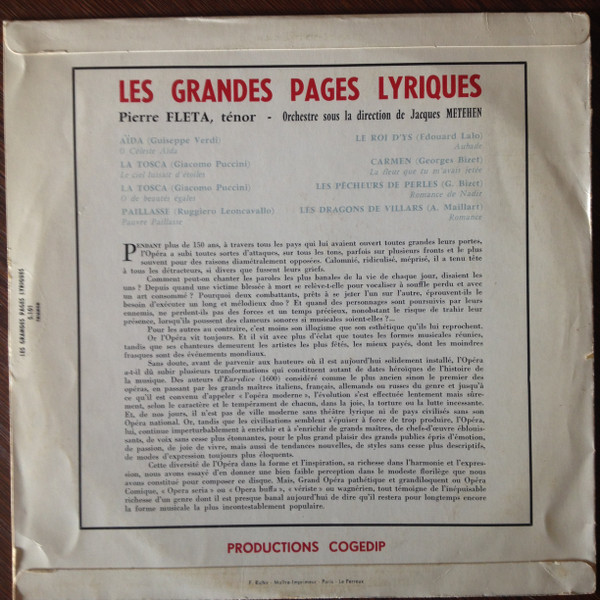 LES GRANDES PAGES LYRIQUES
Pierre FLETA, ténor - Orchestre sous la direction de Jacques METEHEN
AÏDA (Guiseppe Verdi)
O Céleste Aïda
LA TOSCA (Giacomo Puccini)
Le ciel luisait d'étoiles
LA TOSCA (Giacomo Puccini)
O de beautés égales
PAILLASSE (Ruggiero Leoncavallo)
Pauvre Paillasse
LE ROI D'YS (Edouard Lalo)
Aubade
CARMEN (Georges Bizet)
La fleur que tu m'avais jetée
LES PÊCHEURS DE PERLES (G. Bizet)
Romance de Nadir
LES DRAGONS DE VILLARS (A. Maillart)
Romance
PENDANT plus de 150 ans, à travers tous les pays qui lui avaient ouvert toutes grandes leurs portes,
l'Opéra a subi toutes sortes d'attaques, sur tous les tons, parfois sur plusieurs fronts et le plus
souvent pour des raisons diamétralement opposées. Calomnié, ridiculisé, méprisé, il a tenu tête
à tous les détracteurs, si divers que fussent leurs griefs.
Comment peut-on chanter les paroles les plus banales de la vie de chaque jour, disaient les
uns ? Depuis quand une victime blessée à mort se relève-t-elle pour vocaliser à souffle perdu et avec
un art consommé ? Pourquoi deux combattants, prêts à se jeter l'un sur l'autre, éprouvent-ils le
besoin d'exécuter un long et mélodieux duo ? Et quand des personnages sont poursuivis par leurs
ennemis, ne perdent-ils pas des forces et un temps précieux, nonobstant le risque de trahir leur
présence, lorsqu'ils poussent des clameurs sonores si musicales soient-elles ?...
Pour les autres au contraire, c'est moins son illogisme que son esthétique qu'ils lui reprochent.
Or l'Opéra vit toujours. Et il vit avec plus d'éclat que toutes les formes musicales réunies,
tandis que ses chanteurs demeurent les artistes les plus fêtés, les mieux payés, dont les moindres
frasques sont des événements mondiaux.
Sans doute, avant de parvenir aux hauteurs où il est aujourd'hui solidement installé, l'Opéra
a-t-il dû subir plusieurs transformations qui constituent autant de dates héroïques de l'histoire de
la musique. Des auteurs d'Eurydice (1600) considéré comme le plus ancien sinon le premier des
opéras, en passant par les grands maîtres italiens, français, allemands ou russes du genre et jusqu'à
ce qu'il est convenu d'appeler « l'opéra moderne », l'évolution s'est effectuée lentement mais sûre-
ment, selon le caractère et le tempérament de chacun, dans la joie, la torture ou la lutte incessante.
Et, de nos jours, il n'est pas de ville moderne sans théâtre lyrique ni de pays civilisés sans son
Opéra national. Or, tandis que les civilisations semblent s'épuiser à force de trop produire, l'Opéra,
lui, continue imperturbablement à enrichir et à s'enrichir de grands maîtres, de chefs-d'œuvre éblouis-
sants, de voix sans cesse plus étonnantes, pour le plus grand plaisir des grands publics épris d'émotion,
de passion, de joie de vivre, mais aussi de tendances nouvelles, de styles sans cesse plus descriptifs,
de modes d'expression toujours plus éloquents.
Cette diversité de l'Opéra dans la forme et l'inspiration, sa richesse dans l'harmonie et l'expres-
sion, nous avons essayé d'en donner une bien faible perception dans le modeste florilège que nous
avons constitué pour composer ce disque. Mais, Grand Opéra pathétique et grandiloquent ou Opéra
Comique, « Opera seria » ou « Opera buffa », « vériste » ou wagnérien, tout témoigne de l'inépuisable
richesse d'un genre dont il est presque banal aujourd'hui de dire qu'il restera pour longtemps encore
la forme musicale la plus incontestablement populaire.
PRODUCTIONS COGEDIP
F. Kuhn - Maître-Imprimeur - Paris - Le Perreux
LES GRANDES PAGES LYRIQUES